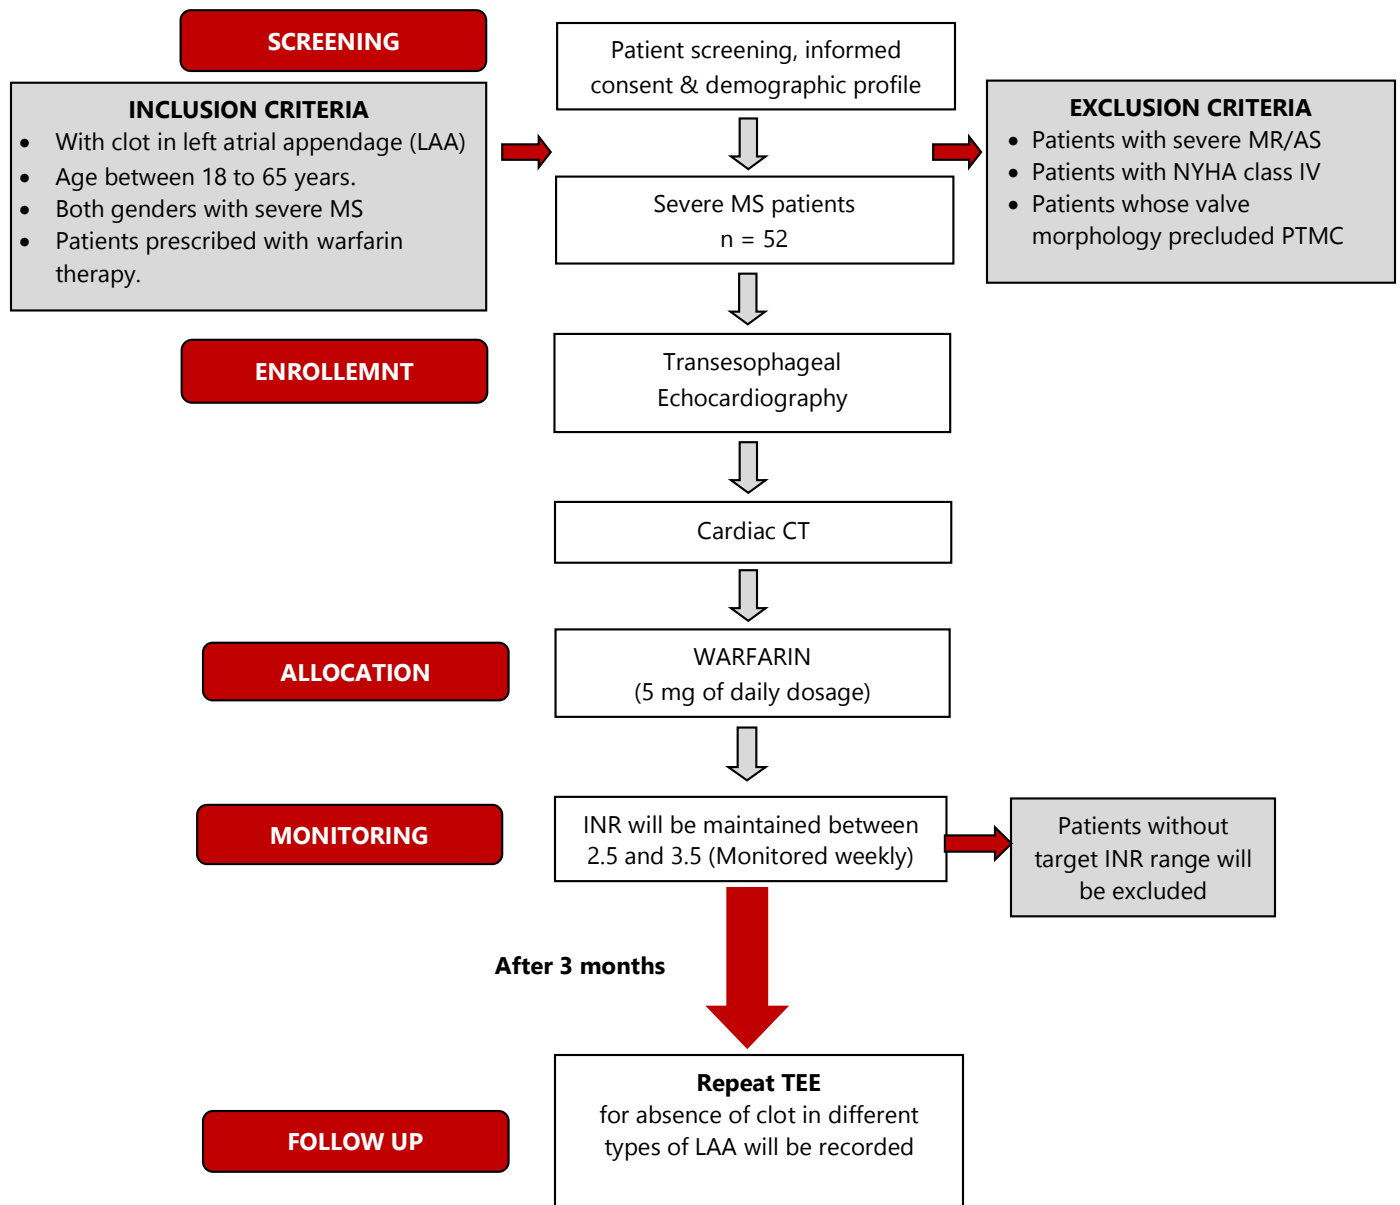 SCREENING
Patient screening, informed
consent & demographic profile
INCLUSION CRITERIA
• With clot in left atrial appendage (LAA)
• Age between 18 to 65 years.
• Both genders with severe MS
• Patients prescribed with warfarin
therapy.
EXCLUSION CRITERIA
• Patients with severe MR/AS
• Patients with NYHA class IV
• Patients whose valve
morphology precluded PTMC
Severe MS patients
n = 52
ENROLLEMNT
Transesophageal
Echocardiography
Cardiac CT
ALLOCATION
WARFARIN
(5 mg of daily dosage)
MONITORING
INR will be maintained between
2.5 and 3.5 (Monitored weekly)
Patients without
target INR range will
be excluded
After 3 months
FOLLOW UP
Repeat TEE
for absence of clot in different
types of LAA will be recorded